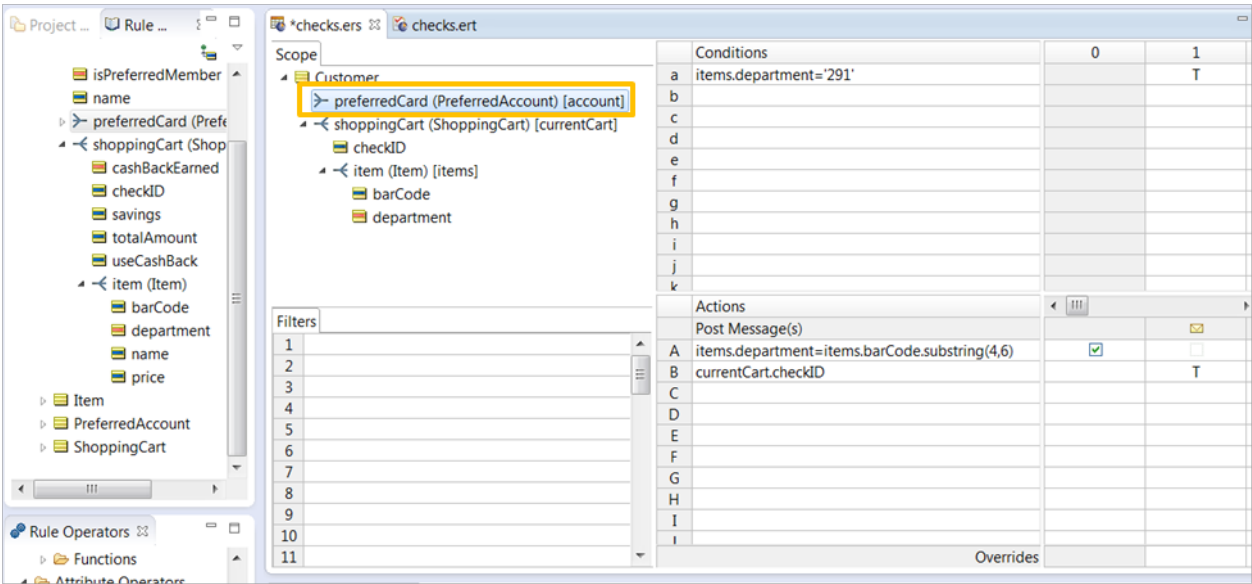 Project ...
Rule ...
isPreferredMember
name
preferredCard (Prefe
shoppingCart (Shop
cashBackEarned
checkID
savings
totalAmount
useCashBack
item (Item)
barCode
department
name
price
Item
PreferredAccount
ShoppingCart
Rule Operators
Functions
Attribute Operators
*checks.ers
checks.ert
Scope
Customer
preferredCard (PreferredAccount) [account]
shoppingCart (ShoppingCart) [currentCart]
checkID
item (Item) [items]
barCode
department
Filters
1
2
3
4
5
6
7
8
9
10
11
Conditions 0 1
a items.department='291' T
b
c
d
e
f
g
h
i
j
k
Actions
Post Message(s)
A items.department=items.barCode.substring(4,6)
B currentCart.checkID T
C
D
E
F
G
H
I
Overrides